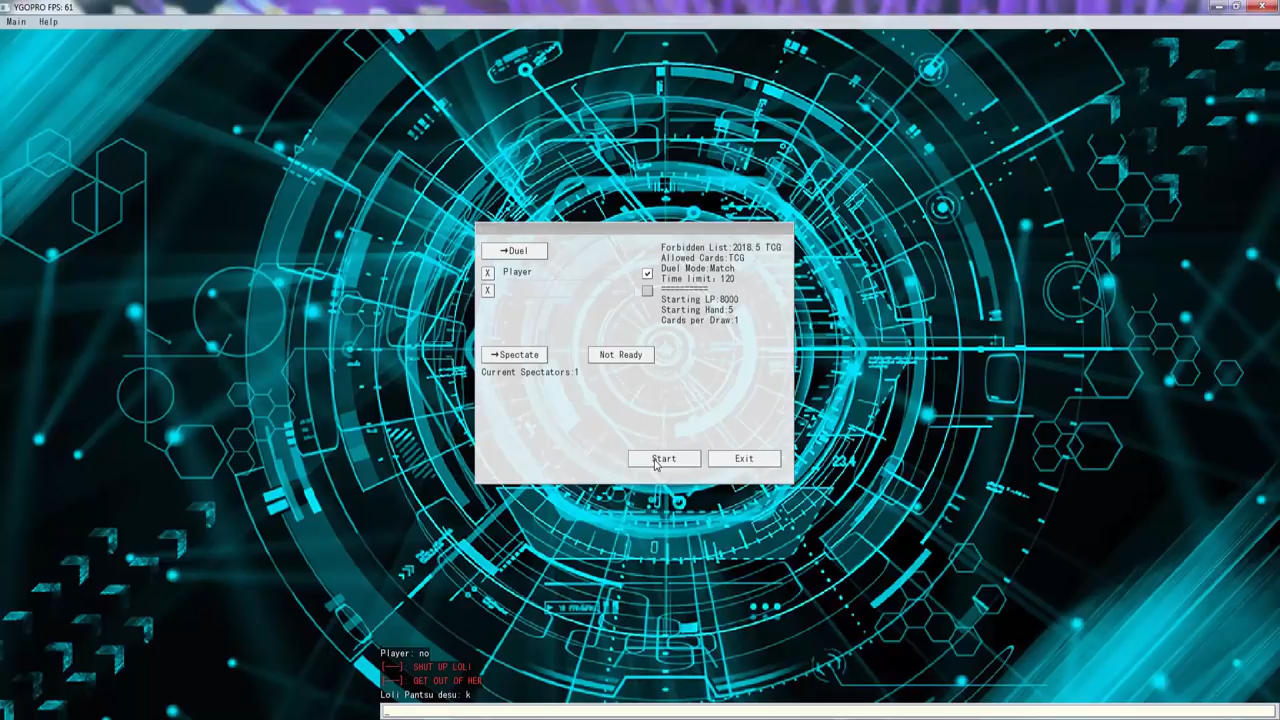 YGOPRO FPS: 61
Main Help
→Duel
X Player
X
Forbidden List:2018.5 TCG
Allowed Cards:TCG
Duel Mode:Match
Time limit: 120
==========
Starting LP:8000
Starting Hand:5
Cards per Draw:1
→Spectate
Not Ready
Current Spectators:1
Start
Exit
234
Player: no
[---]: SHUT UP LOLI
[---]: GET OUT OF HER
Loli Pantsu desu: k